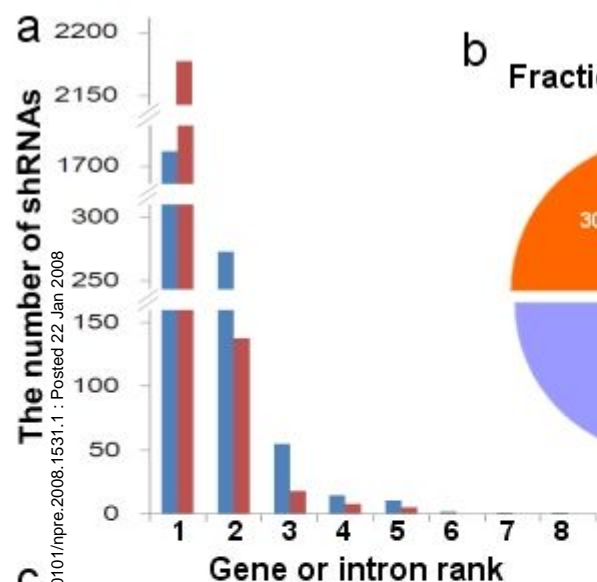 a
2200
2150
1700
300
250
150
100
50
0
The number of shRNAs
0101/npre.2008.1531.1 : Posted 22 Jan 2008
1 2 3 4 5 6 7 8
Gene or intron rank
b
Fracti
30
c